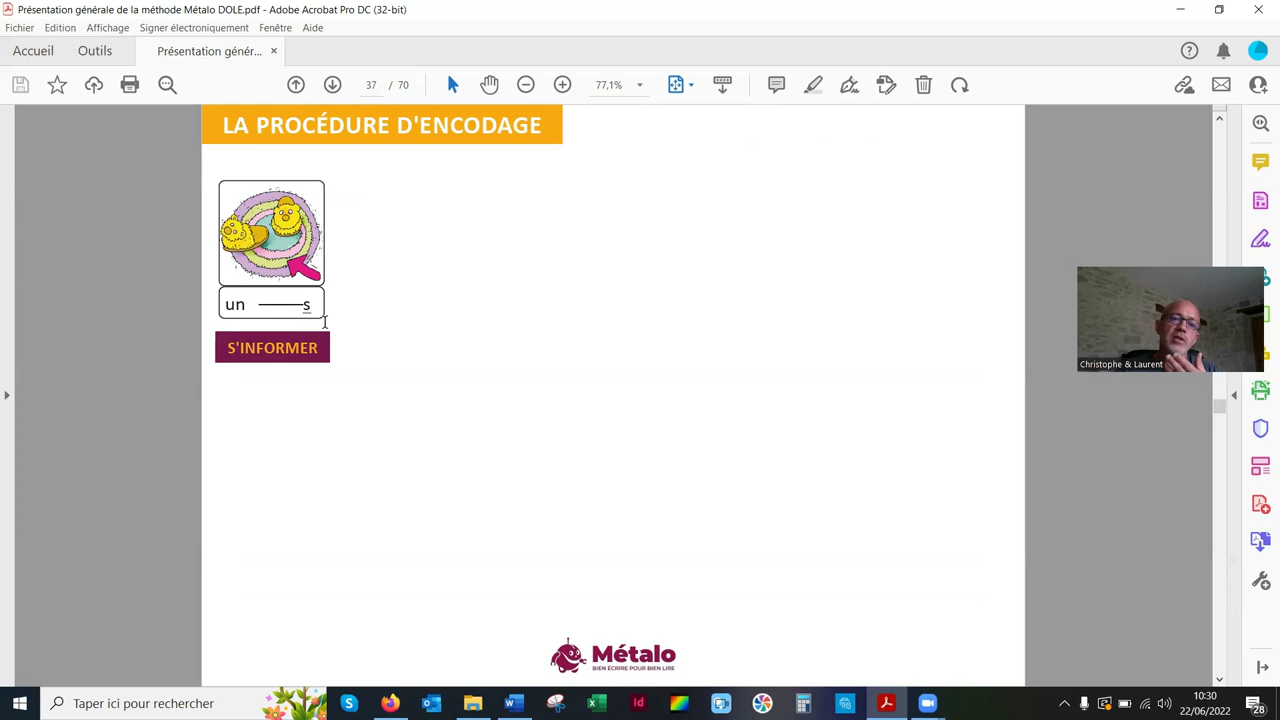 Présentation générale de la méthode Métalo DOLE.pdf - Adobe Acrobat Pro DC (32-bit)
Fichier Edition Affichage Signer électroniquement Fenêtre Aide
Accueil Outils Présentation génér... ×
37 / 70 77,1%
LA PROCÉDURE D'ENCODAGE
un ———s
S'INFORMER
Christophe & Laurent
Métalo
BIEN ÉCRIRE POUR BIEN LIRE
Taper ici pour rechercher
10:30
22/06/2022
28